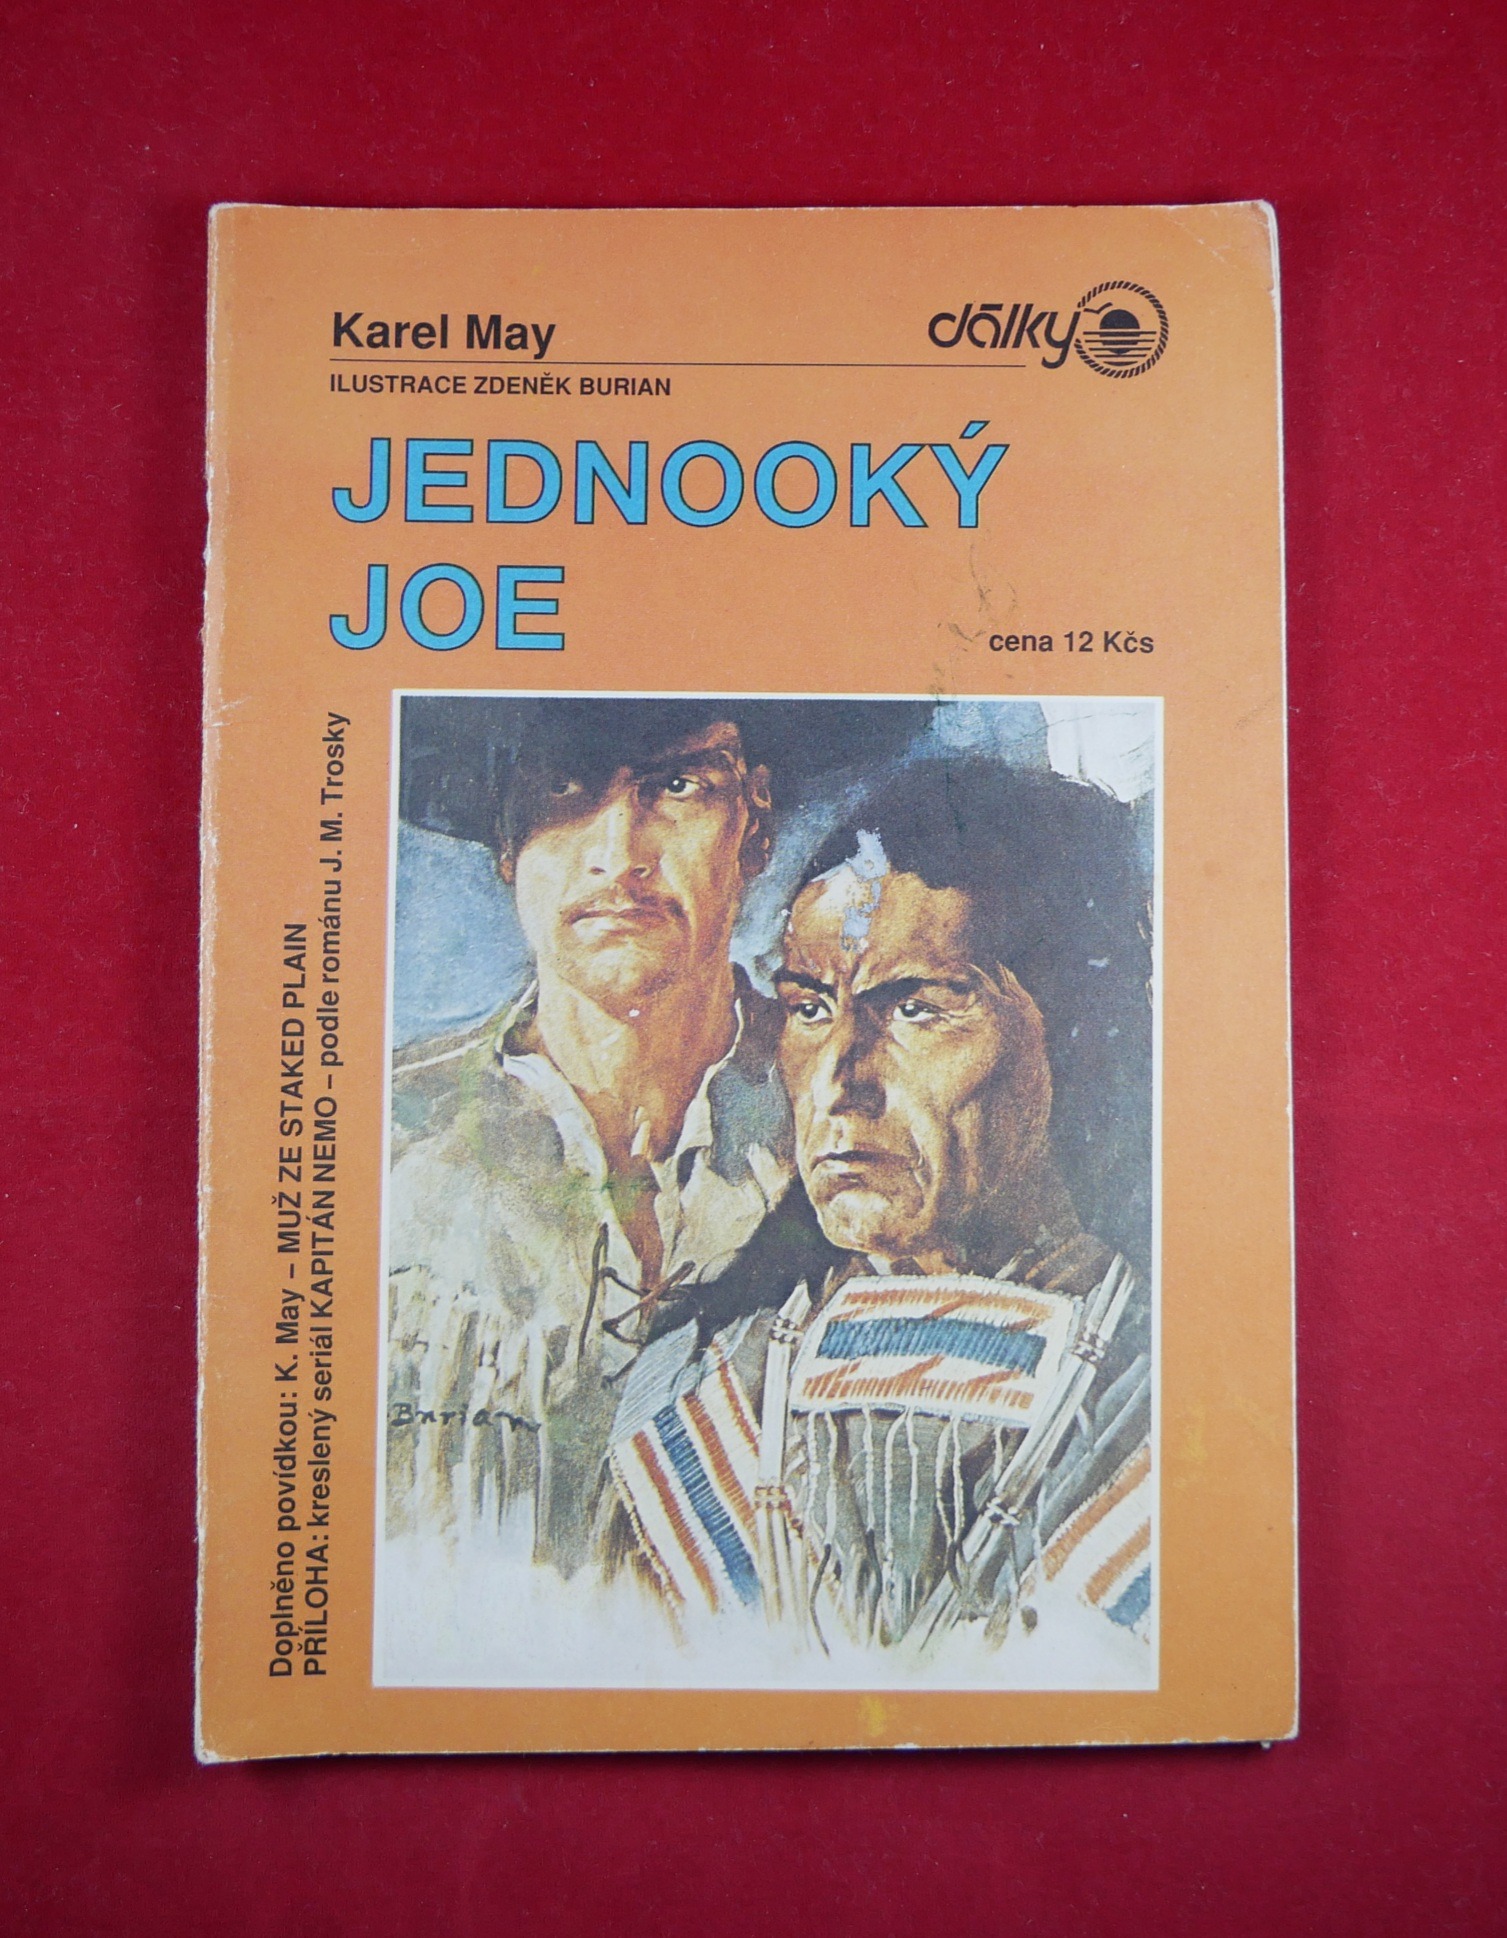 Karel May
dálky
ILUSTRACE ZDENĚK BURIAN
JEDNOOKÝ
JOE
cena 12 Kčs
Doplněno povídkou: K. May – MUŽ ZE STAKED PLAIN
PŘÍLOHA: kreslený seriál KAPITÁN NEMO – podle románu J. M. Trosky
Burian